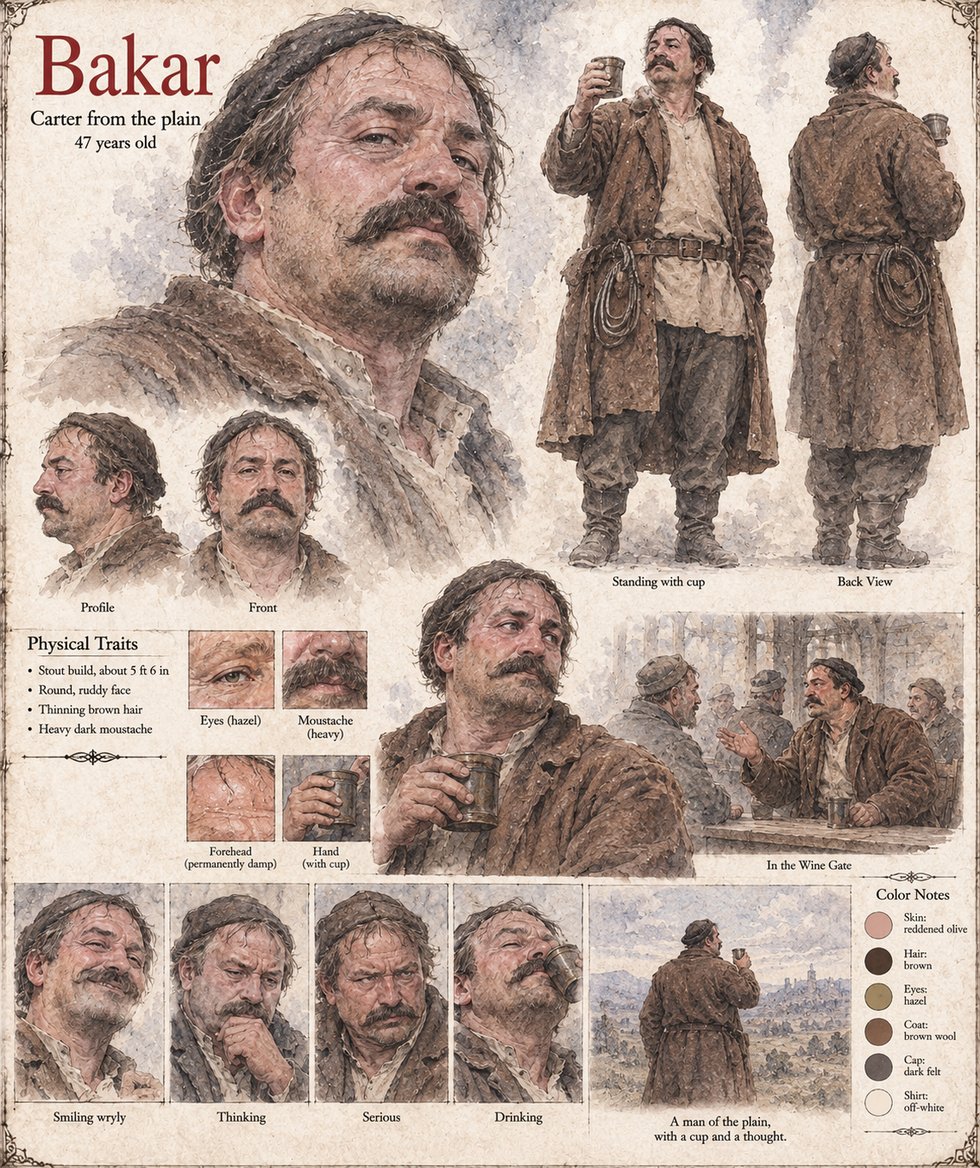 Bakar
Carter from the plain
47 years old
Standing with cup
Back View
Profile
Front
Physical Traits
• Stout build, about 5 ft 6 in
• Round, ruddy face
• Thinning brown hair
• Heavy dark moustache
Eyes (hazel)
Moustache
(heavy)
Forehead
(permanently damp)
Hand
(with cup)
In the Wine Gate
Smiling wryly
Thinking
Serious
Drinking
A man of the plain,
with a cup and a thought.
Color Notes
Skin:
reddened olive
Hair:
brown
Eyes:
hazel
Coat:
brown wool
Cap:
dark felt
Shirt:
off-white